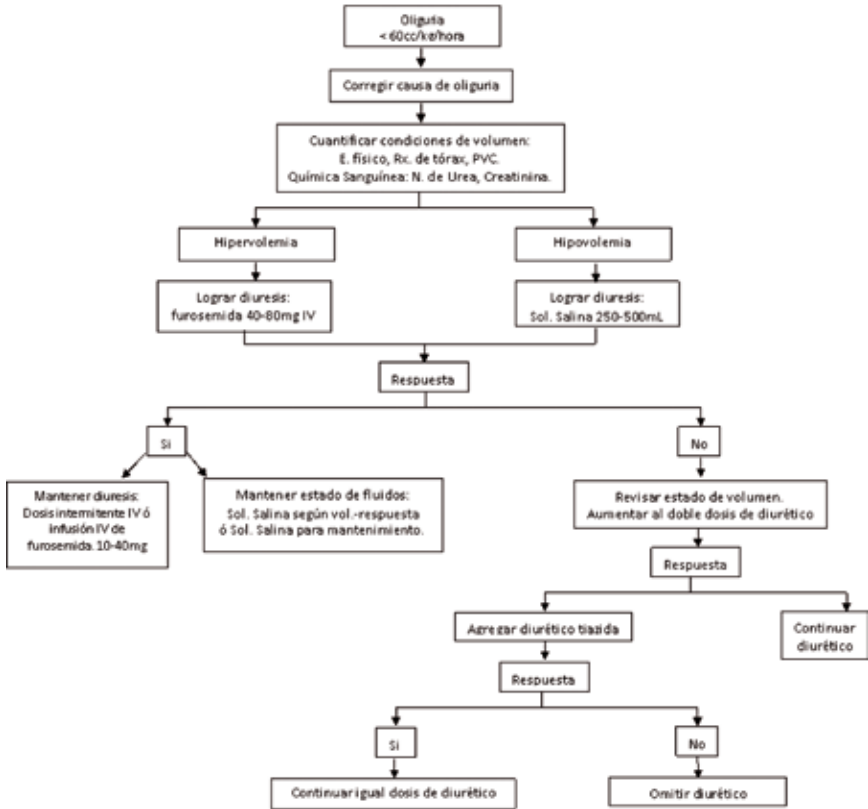 Oliguria
< 60cc/kg/hora
Corregir causa de oliguria
Cuantificar condiciones de volumen:
E. físico, Rx. de tórax, PVC.
Química Sanguínea: N. de Urea, Creatinina.
Hipervolemia
Hipovolemia
Lograr diuresis:
furosemida 40-80mg IV
Lograr diuresis:
Sol. Salina 250-500mL
Respuesta
Si
No
Mantener diuresis:
Dosis intermitente IV ó
infusión IV de
furosemida 10-40mg
Mantener estado de fluidos:
Sol. Salina según vol.-respuesta
ó Sol. Salina para mantenimiento.
Revisar estado de volumen.
Aumentar al doble dosis de diurético
Respuesta
Agregar diurético tiazida
Continuar
diurético
Respuesta
Si
No
Continuar igual dosis de diurético
Omitir diurético